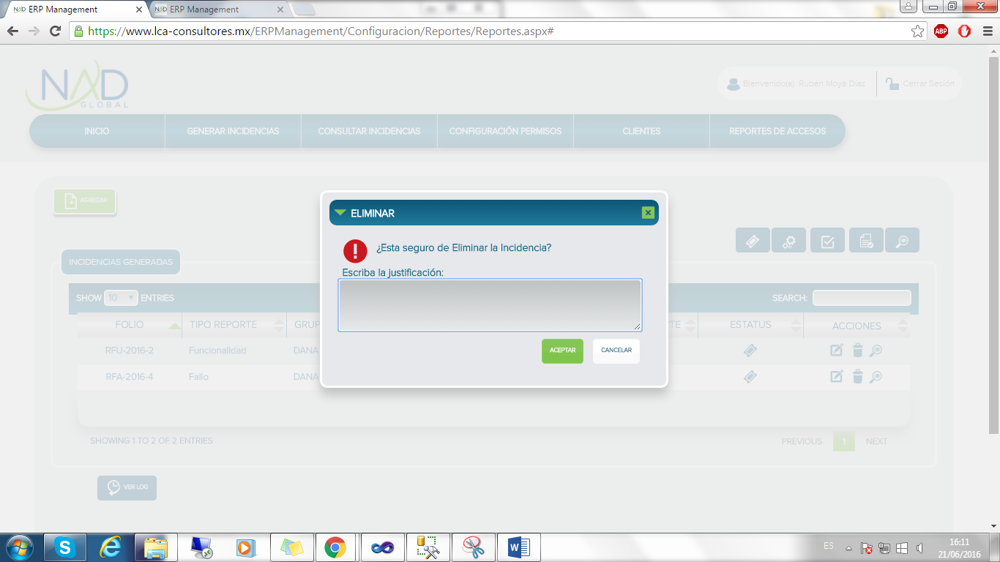 NAD ERP Management
NAD ERP Management
https://www.lca-consultores.mx/ERPManagement/Configuracion/Reportes/Reportes.aspx#
ABP
NAD
GLOBAL
Bienvenido(a) Rubén Moya Diaz
Cerrar Sesión
INICIO
GENERAR INCIDENCIAS
CONSULTAR INCIDENCIAS
CONFIGURACIÓN PERMISOS
CLIENTES
REPORTES DE ACCESOS
AGREGAR
ELIMINAR
¿Esta seguro de Eliminar la Incidencia?
Escriba la justificación:
ACEPTAR
CANCELAR
INCIDENCIAS GENERADAS
SHOW 10 ENTRIES
SEARCH:
FOLIO TIPO REPORTE GRUP TE ESTATUS ACCIONES
RFU-2016-2 Funcionalidad DANA
RFA-2016-4 Fallo DANA
SHOWING 1 TO 2 OF 2 ENTRIES
PREVIOUS 1 NEXT
VER LOG
ES
16:11
21/06/2016